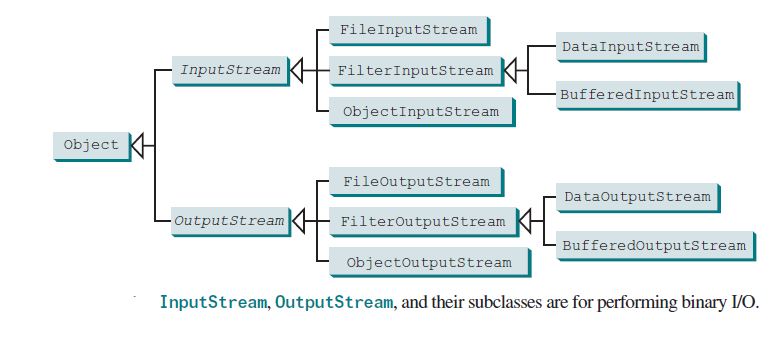 FileInputStream
DataInputStream
InputStream
FilterInputStream
BufferedInputStream
ObjectInputStream
Object
FileOutputStream
DataOutputStream
OutputStream
FilterOutputStream
BufferedOutputStream
ObjectOutputStream
InputStream, OutputStream, and their subclasses are for performing binary I/O.